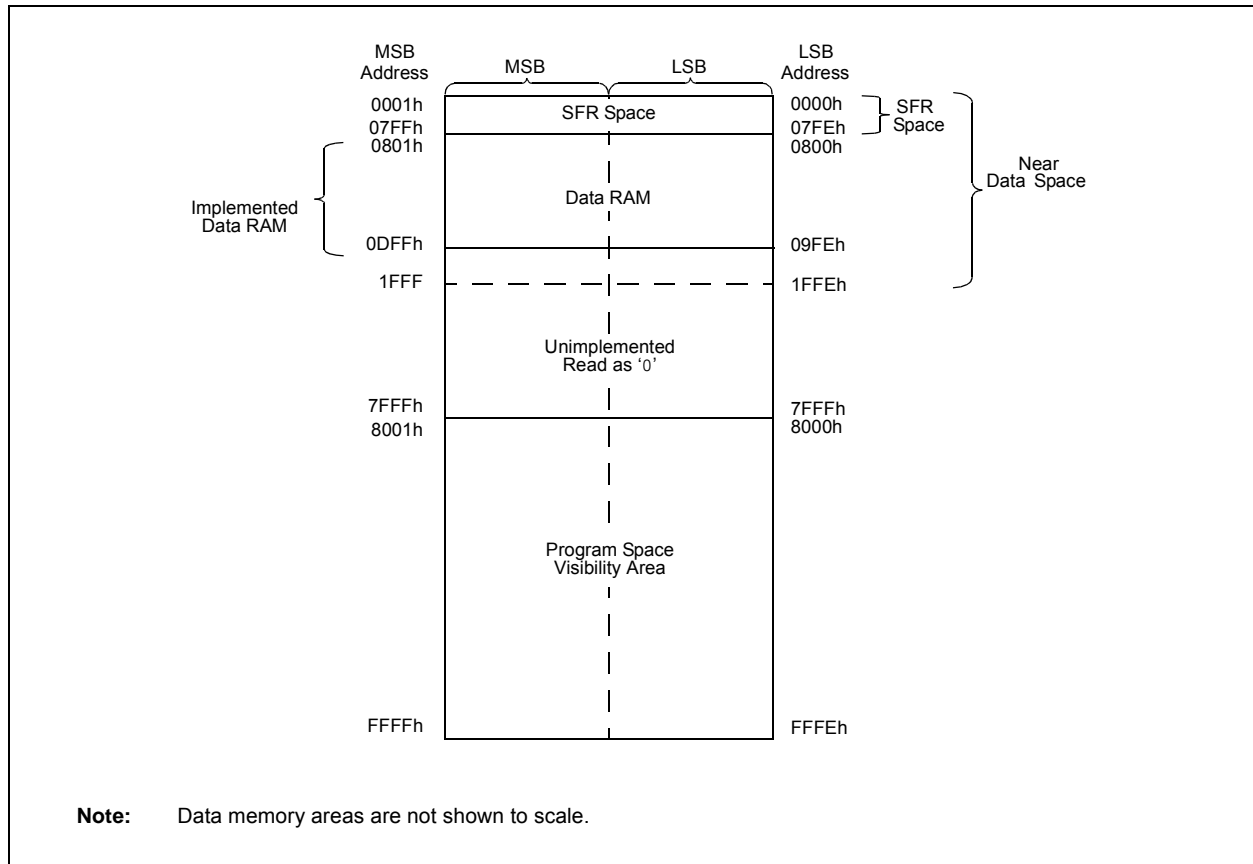 MSB
Address
MSB
LSB
LSB
Address
0001h
SFR Space
0000h
SFR
Space
07FFh
07FEh
0801h
0800h
Near
Data Space
Implemented
Data RAM
Data RAM
0DFFh
09FEh
1FFF
1FFEh
Unimplemented
Read as ‘0’
7FFFh
7FFFh
8001h
8000h
Program Space
Visibility Area
FFFFh
FFFEh
Note: Data memory areas are not shown to scale.